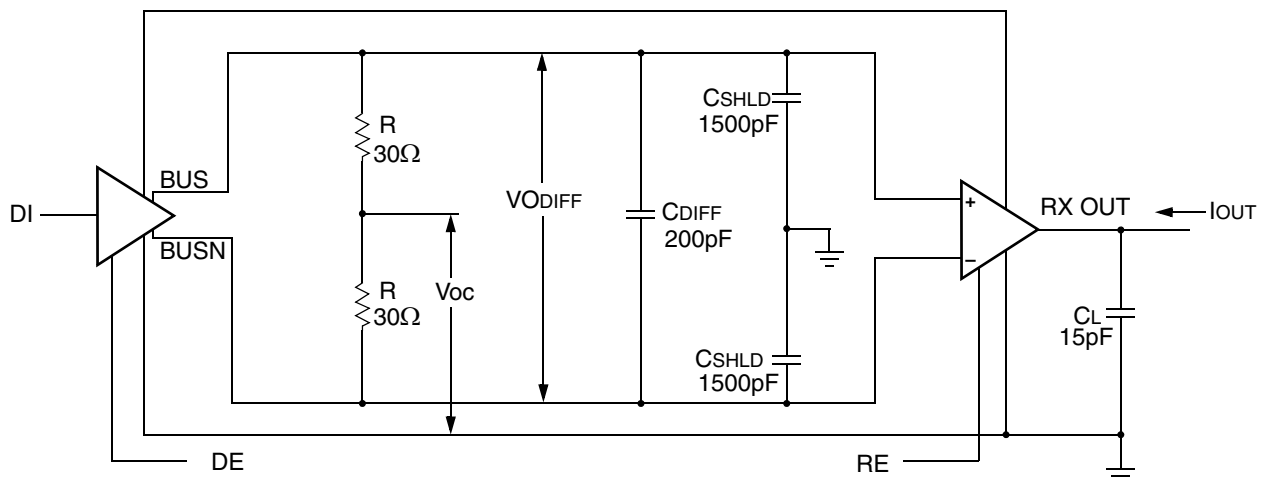 DI
BUS
BUSN
DE
R
30Ω
R
30Ω
Voc
VODIFF
CDIFF
200pF
CSHLD
1500pF
CSHLD
1500pF
+
−
RE
RX OUT
IOUT
CL
15pF